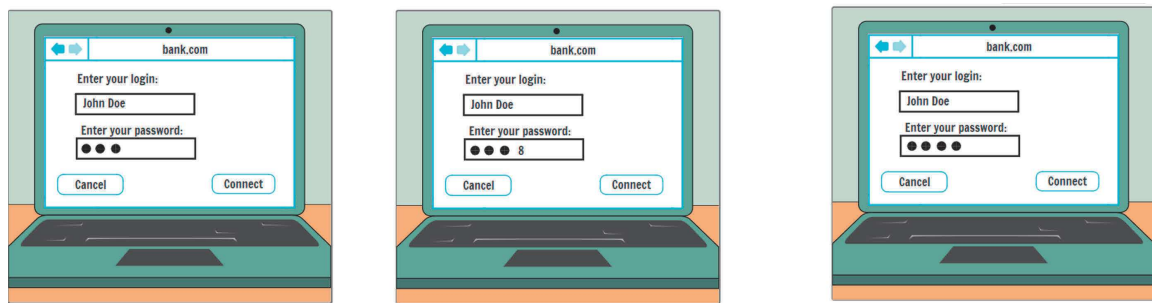 bank.com
Enter your login:
John Doe
Enter your password:
●●●
Cancel Connect
bank.com
Enter your login:
John Doe
Enter your password:
●●● 8
Cancel Connect
bank.com
Enter your login:
John Doe
Enter your password:
●●●●
Cancel Connect